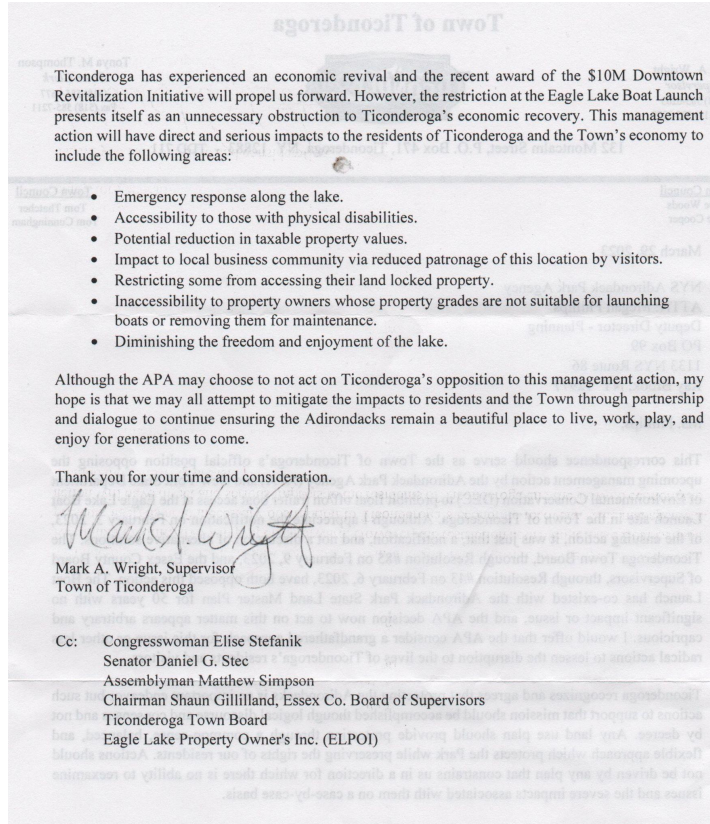 Ticonderoga has experienced an economic revival and the recent award of the $10M Downtown
Revitalization Initiative will propel us forward. However, the restriction at the Eagle Lake Boat Launch
presents itself as an unnecessary obstruction to Ticonderoga's economic recovery. This management
action will have direct and serious impacts to the residents of Ticonderoga and the Town's economy to
include the following areas:
• Emergency response along the lake.
• Accessibility to those with physical disabilities.
• Potential reduction in taxable property values.
• Impact to local business community via reduced patronage of this location by visitors.
• Restricting some from accessing their land locked property.
• Inaccessibility to property owners whose property grades are not suitable for launching
boats or removing them for maintenance.
• Diminishing the freedom and enjoyment of the lake.
Although the APA may choose to not act on Ticonderoga's opposition to this management action, my
hope is that we may all attempt to mitigate the impacts to residents and the Town through partnership
and dialogue to continue ensuring the Adirondacks remain a beautiful place to live, work, play, and
enjoy for generations to come.
Thank you for your time and consideration.
Mark A Wright
Mark A. Wright, Supervisor
Town of Ticonderoga
Cc: Congresswoman Elise Stefanik
Senator Daniel G. Stec
Assemblyman Matthew Simpson
Chairman Shaun Gillilland, Essex Co. Board of Supervisors
Ticonderoga Town Board
Eagle Lake Property Owner's Inc. (ELPOI)